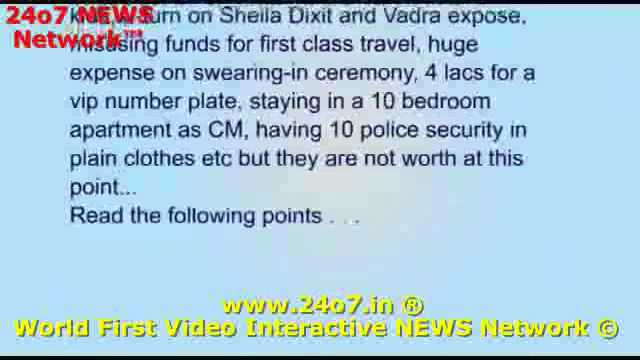 24o7 NEWS
Network™
turn on Sheila Dixit and Vadra expose,
misusing funds for first class travel, huge
expense on swearing-in ceremony, 4 lacs for a
vip number plate, staying in a 10 bedroom
apartment as CM, having 10 police security in
plain clothes etc but they are not worth at this
point...
Read the following points . . .
www.24o7.in ®
World First Video Interactive NEWS Network ©